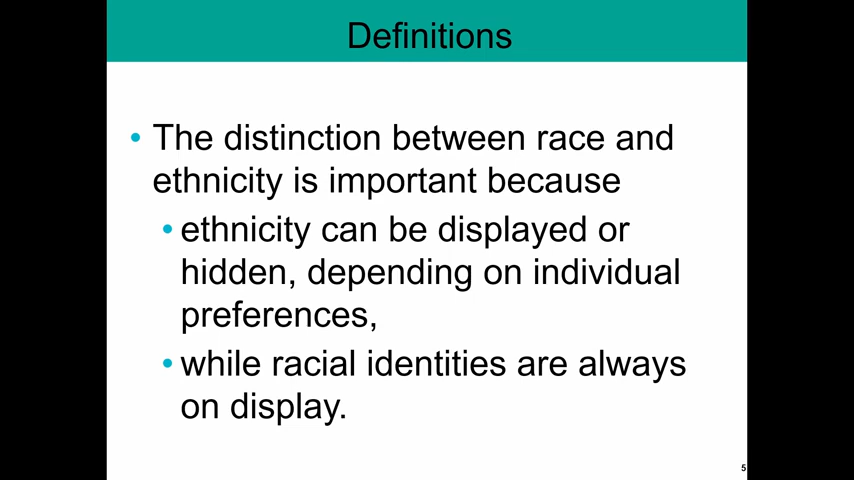 Definitions
• The distinction between race and
ethnicity is important because
• ethnicity can be displayed or
hidden, depending on individual
preferences,
• while racial identities are always
on display.
5